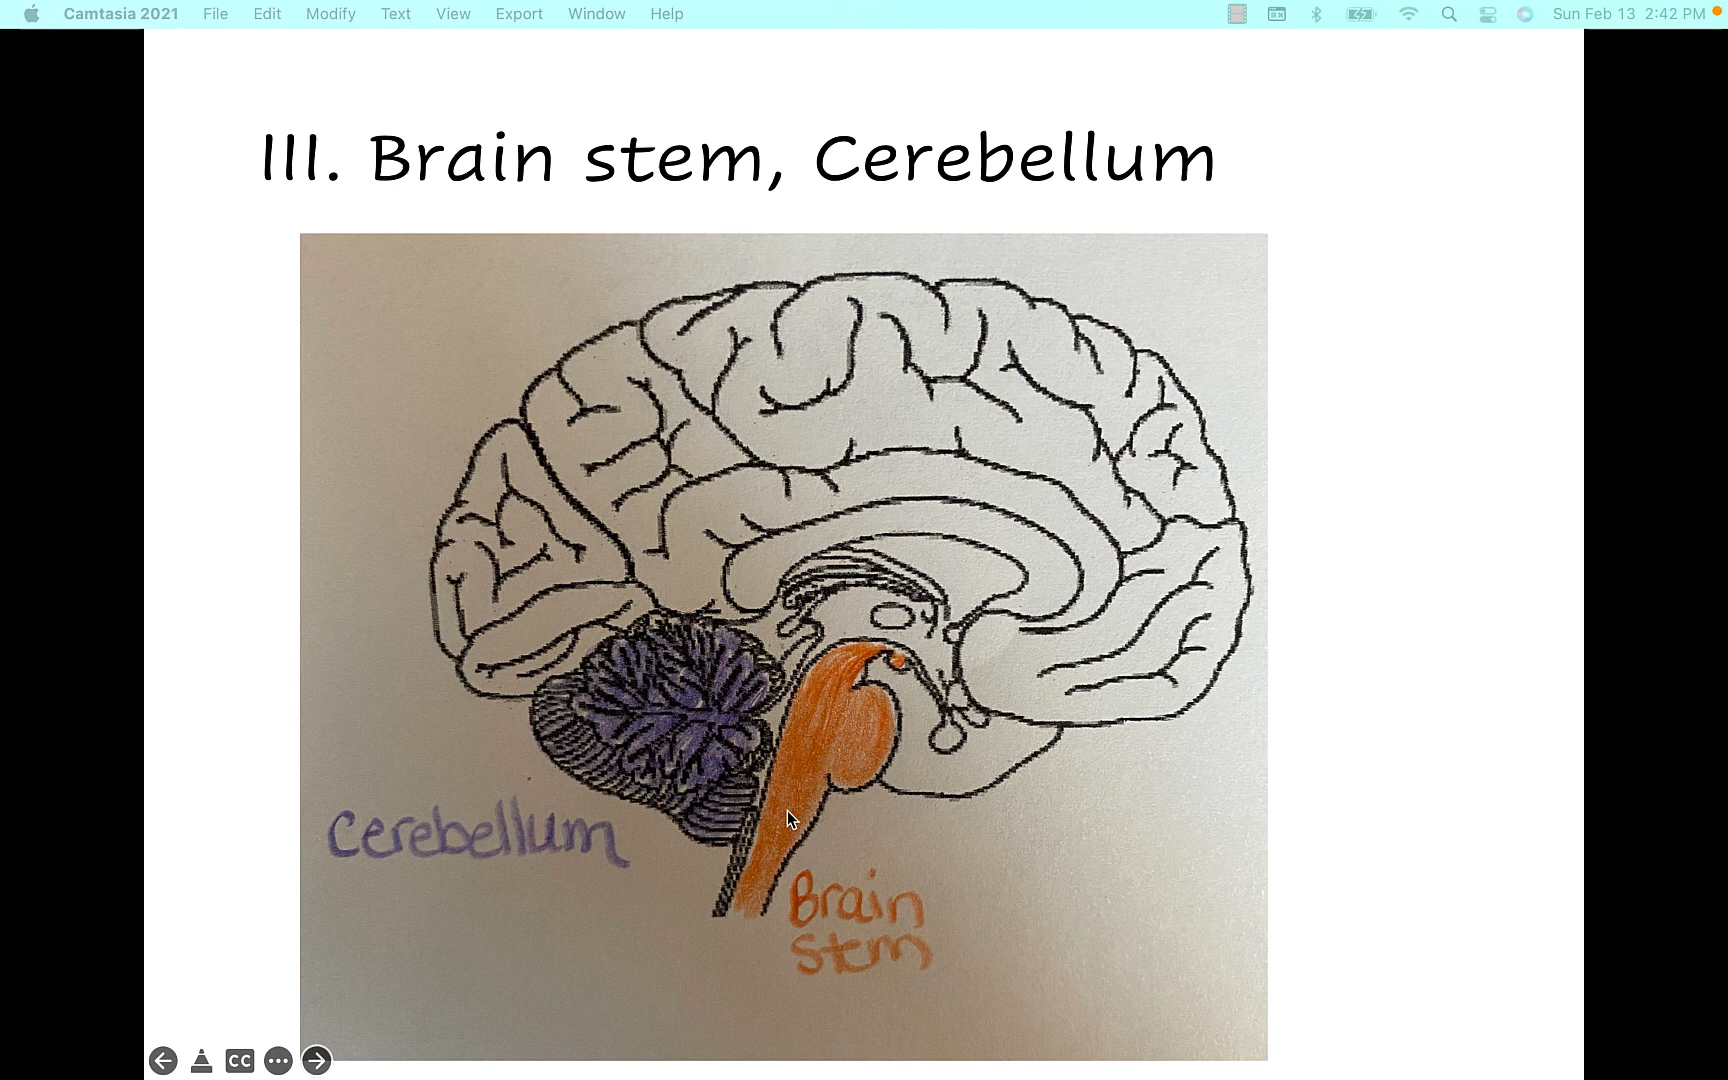 Camtasia 2021 File Edit Modify Text View Export Window Help Sun Feb 13 2:42 PM
III. Brain stem, Cerebellum
Cerebellum
Brain
stem
CC